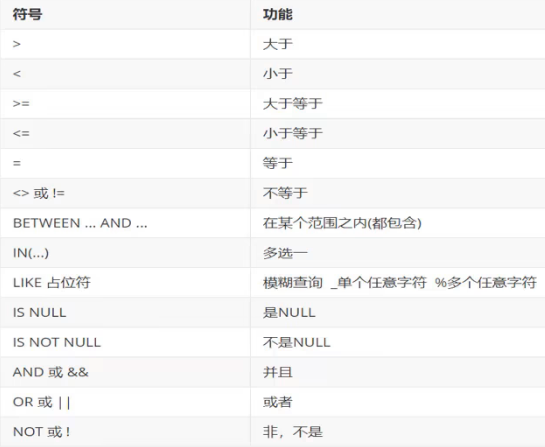 符号 功能
> 大于
< 小于
>= 大于等于
<= 小于等于
= 等于
<> 或 != 不等于
BETWEEN ... AND ... 在某个范围之内(都包含)
IN(...) 多选一
LIKE 占位符 模糊查询 _单个任意字符 %多个任意字符
IS NULL 是NULL
IS NOT NULL 不是NULL
AND 或 && 并且
OR 或 || 或者
NOT 或 ! 非，不是